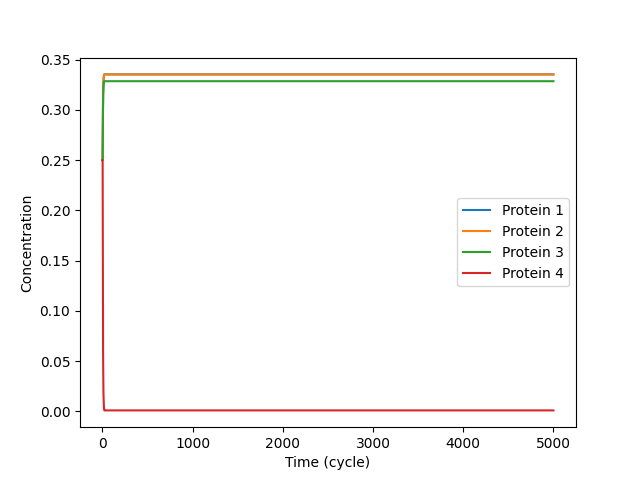 0.35
0.30
0.25
0.20
0.15
0.10
0.05
0.00
Concentration
Protein 1
Protein 2
Protein 3
Protein 4
0 1000 2000 3000 4000 5000
Time (cycle)